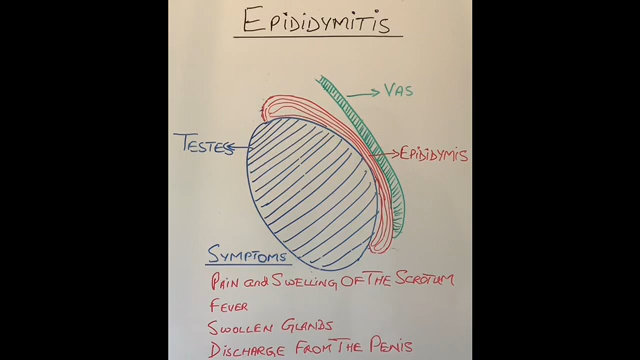 EPIDIDYMITIS
VAS
TESTES
EPIDIDYMIS
SYMPTOMS
PAIN and SWELLING OF THE SCROTUM
FEVER
SWOLLEN GLANDS
DISCHARGE FROM THE PENIS